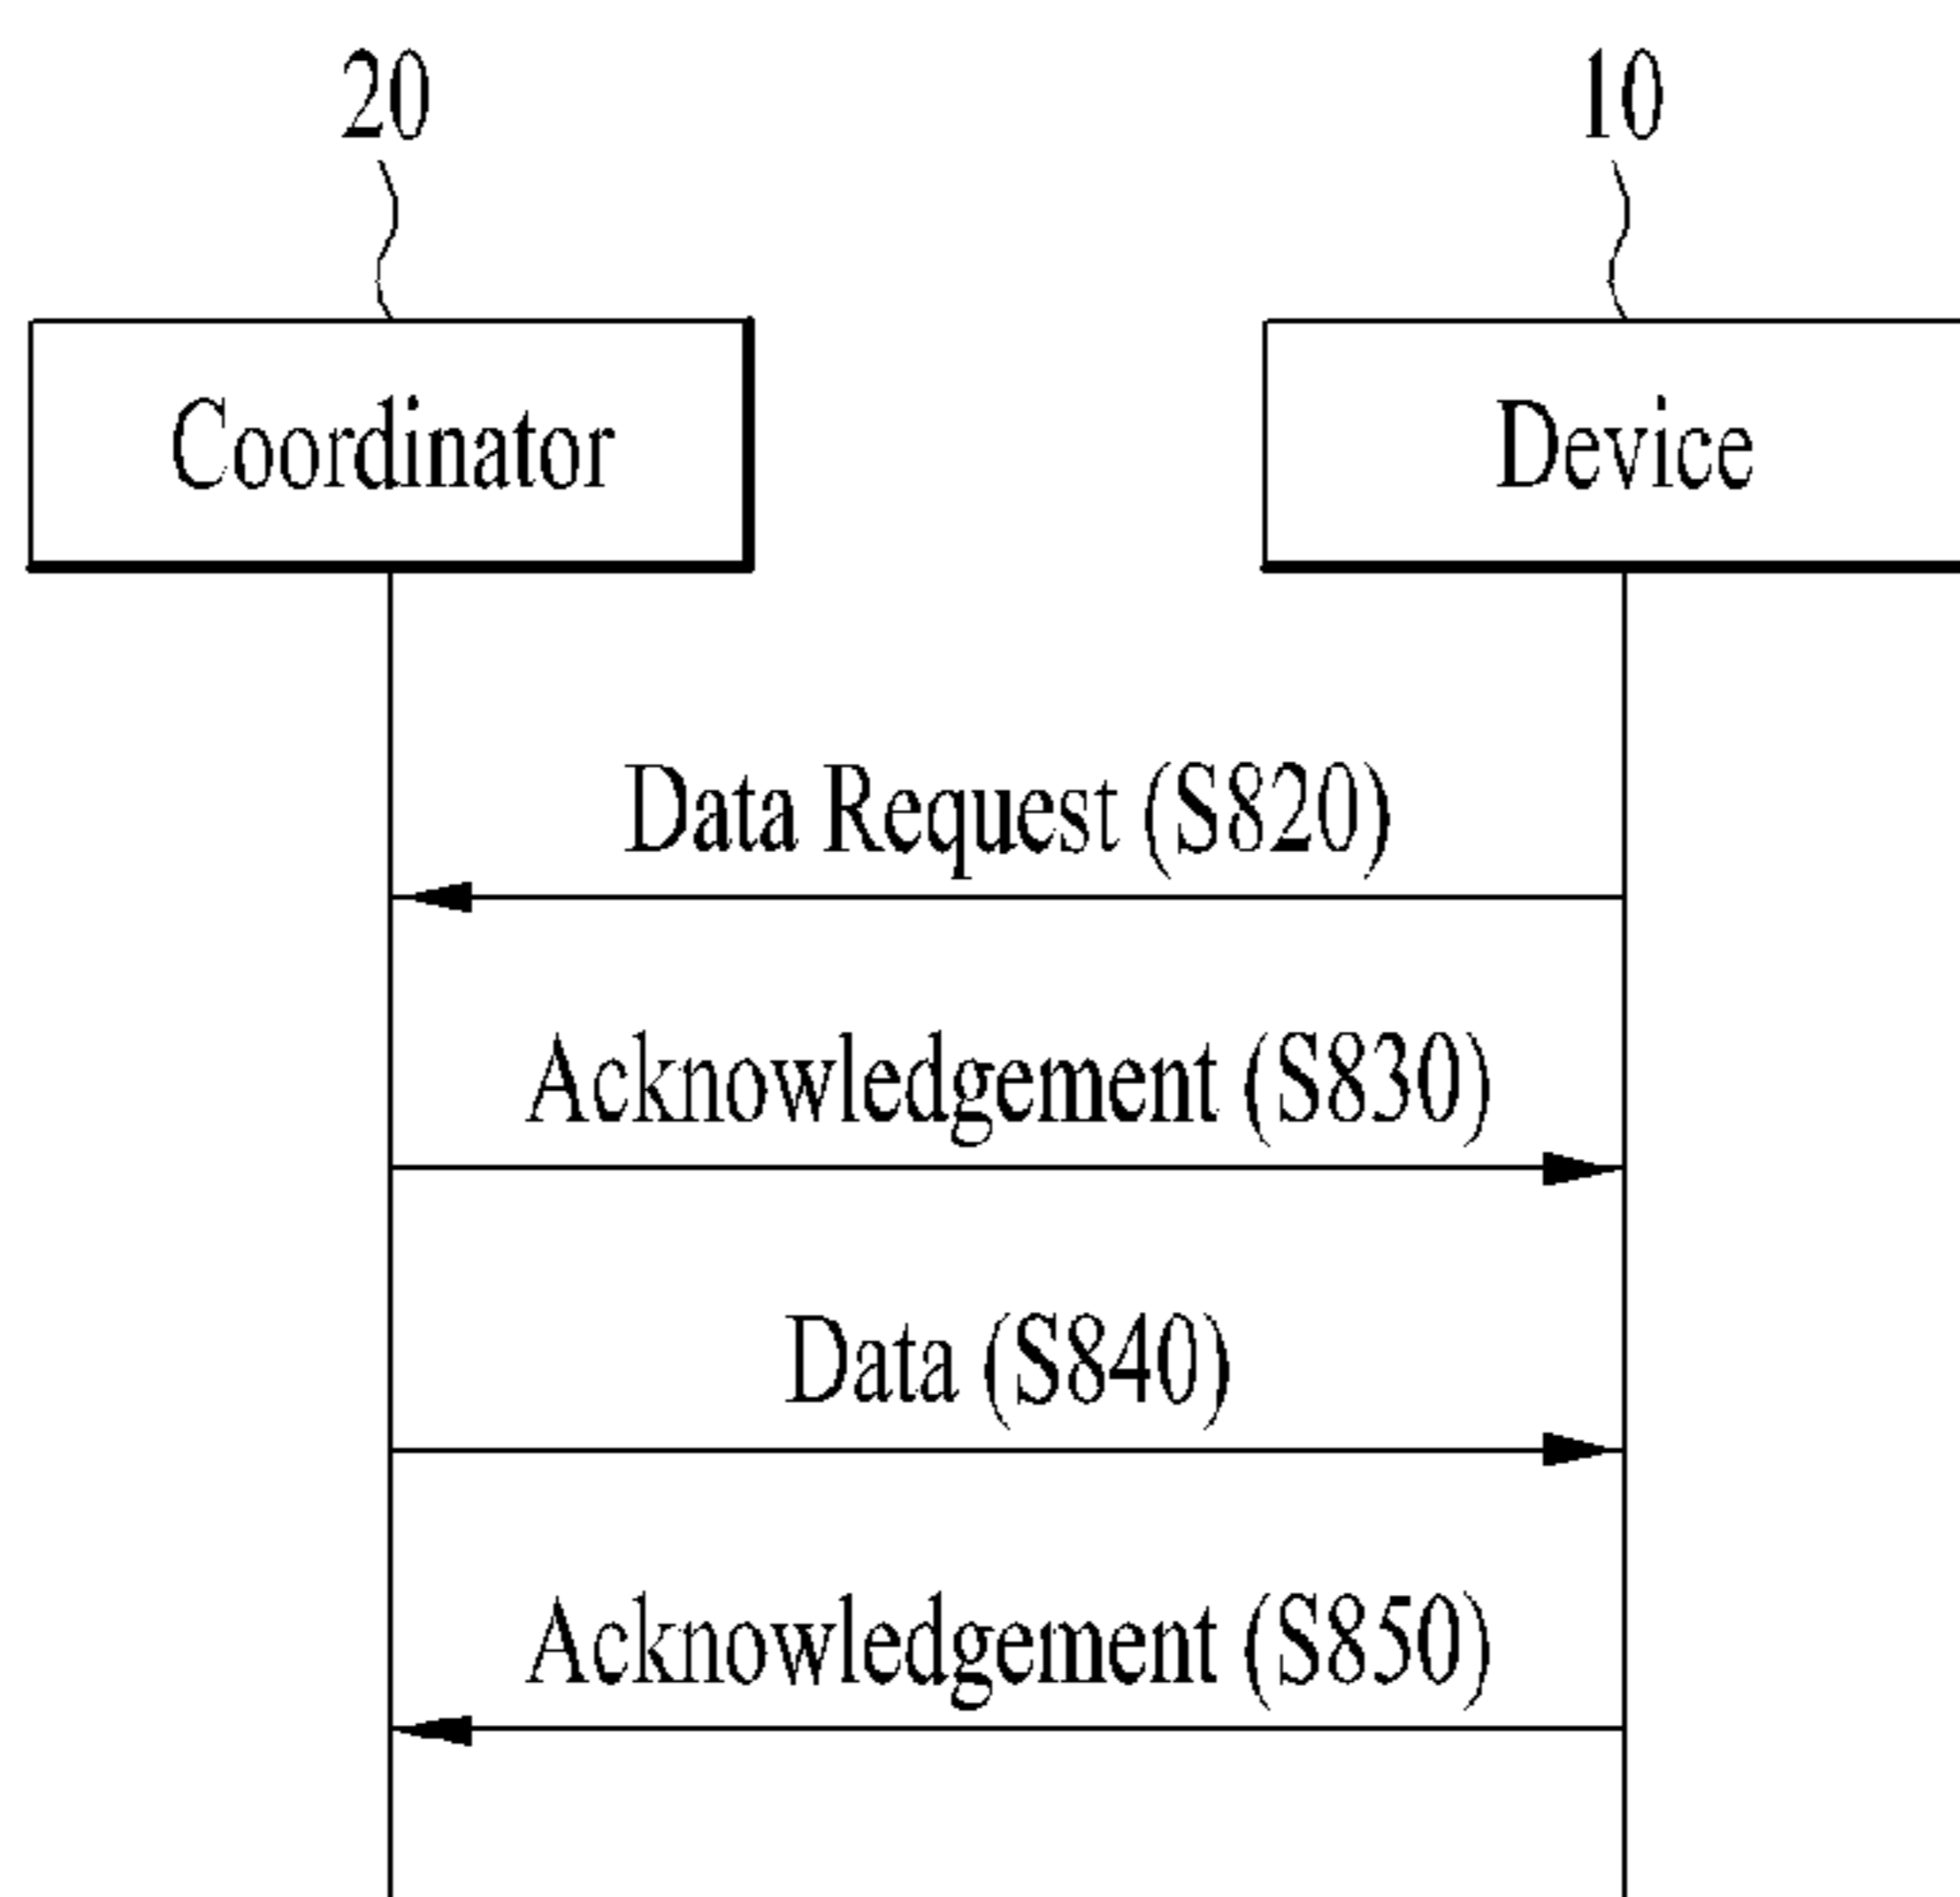 20
10
Coordinator
Device
Data Request (S820)
Acknowledgement (S830)
Data (S840)
Acknowledgement (S850)